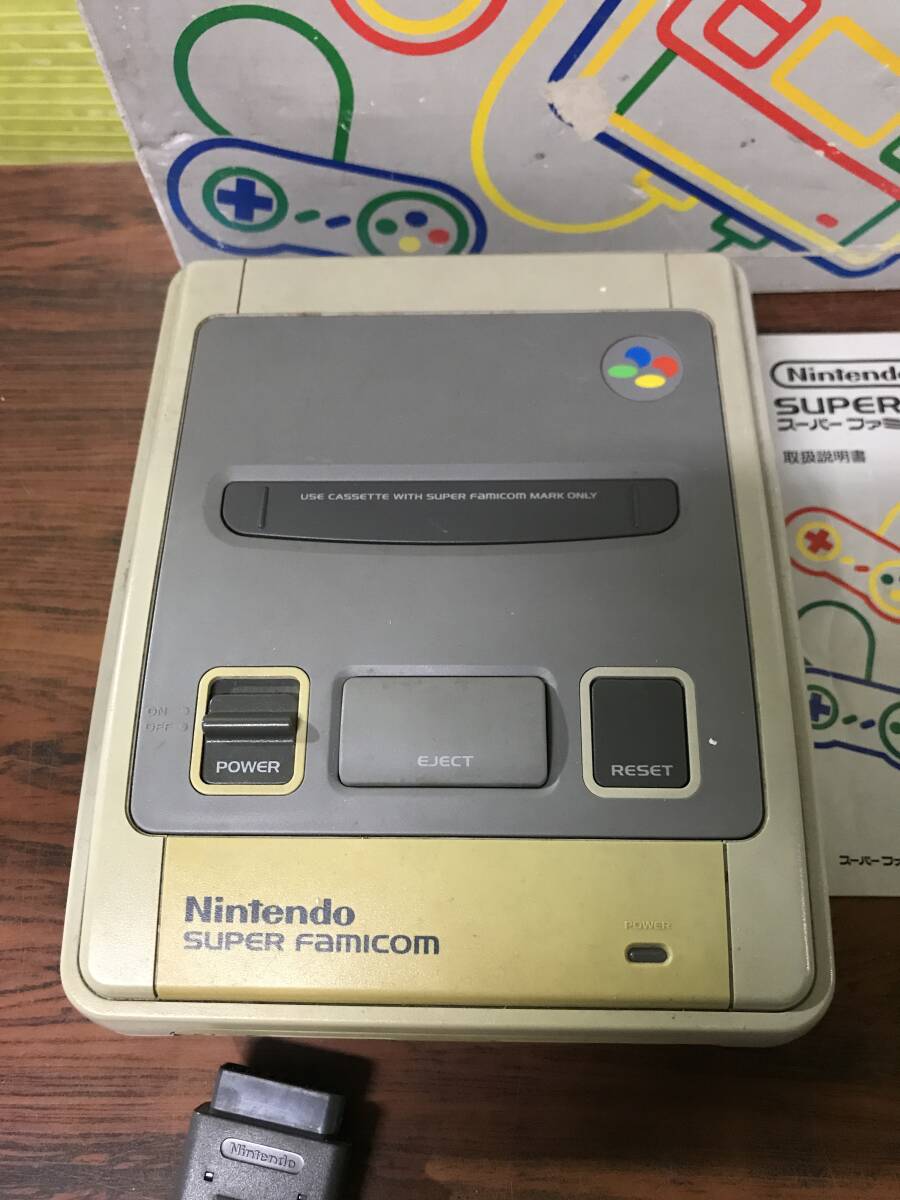 USE CASSETTE WITH SUPER FAMICOM MARK ONLY
ON
OFF
POWER
EJECT
RESET
Nintendo
SUPER FAMICOM
POWER
Nintendo
Nintendo
SUPER
スーパー ファミ
取扱説明書
スーパーファ